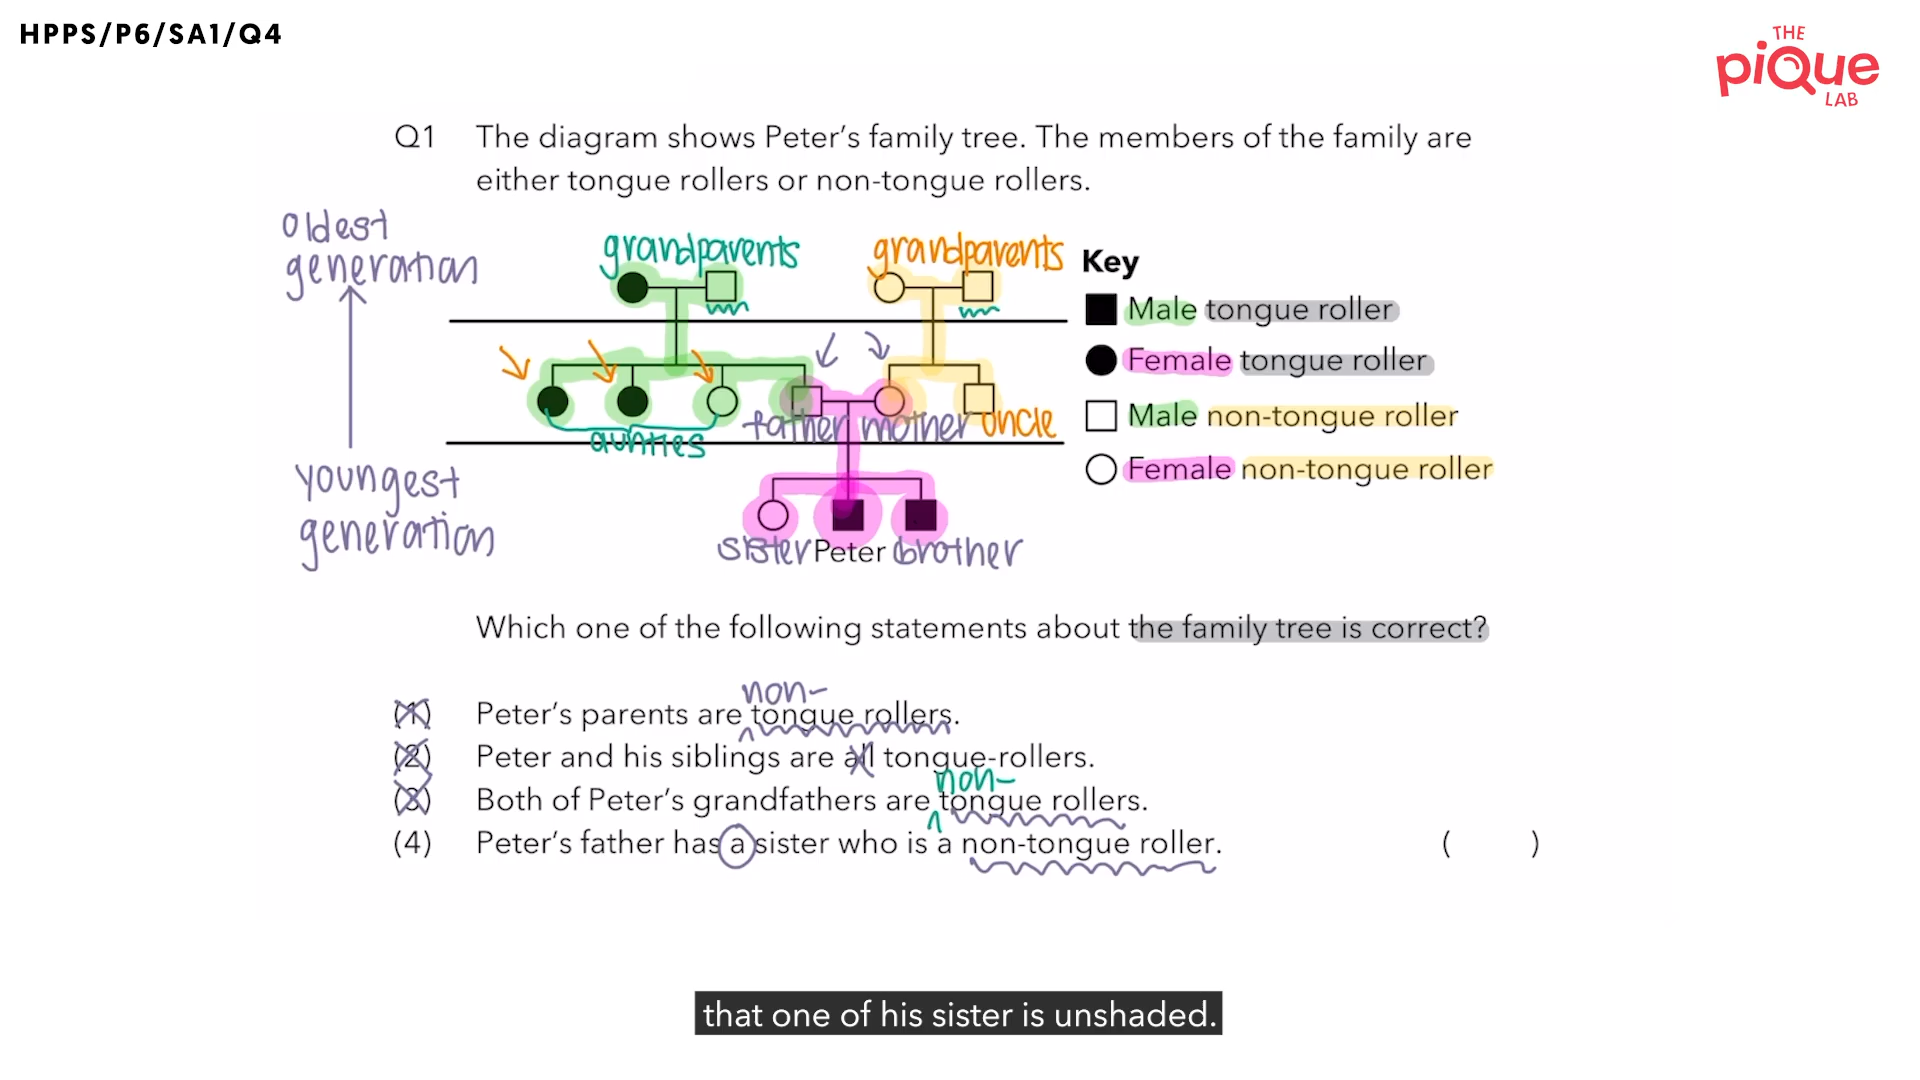 HPPS/P6/SA1/Q4
THE
piQue
LAB
Q1 The diagram shows Peter's family tree. The members of the family are
either tongue rollers or non-tongue rollers.
oldest
generation
youngest
generation
grandparents
grandparents
aunties
father mother uncle
sister Peter brother
Key
Male tongue roller
Female tongue roller
Male non-tongue roller
Female non-tongue roller
Which one of the following statements about the family tree is correct?
non-
(1) Peter's parents are tongue rollers.
(2) Peter and his siblings are all tongue-rollers.
non-
(3) Both of Peter's grandfathers are tongue rollers.
(4) Peter's father has a sister who is a non-tongue roller. ( )
that one of his sister is unshaded.